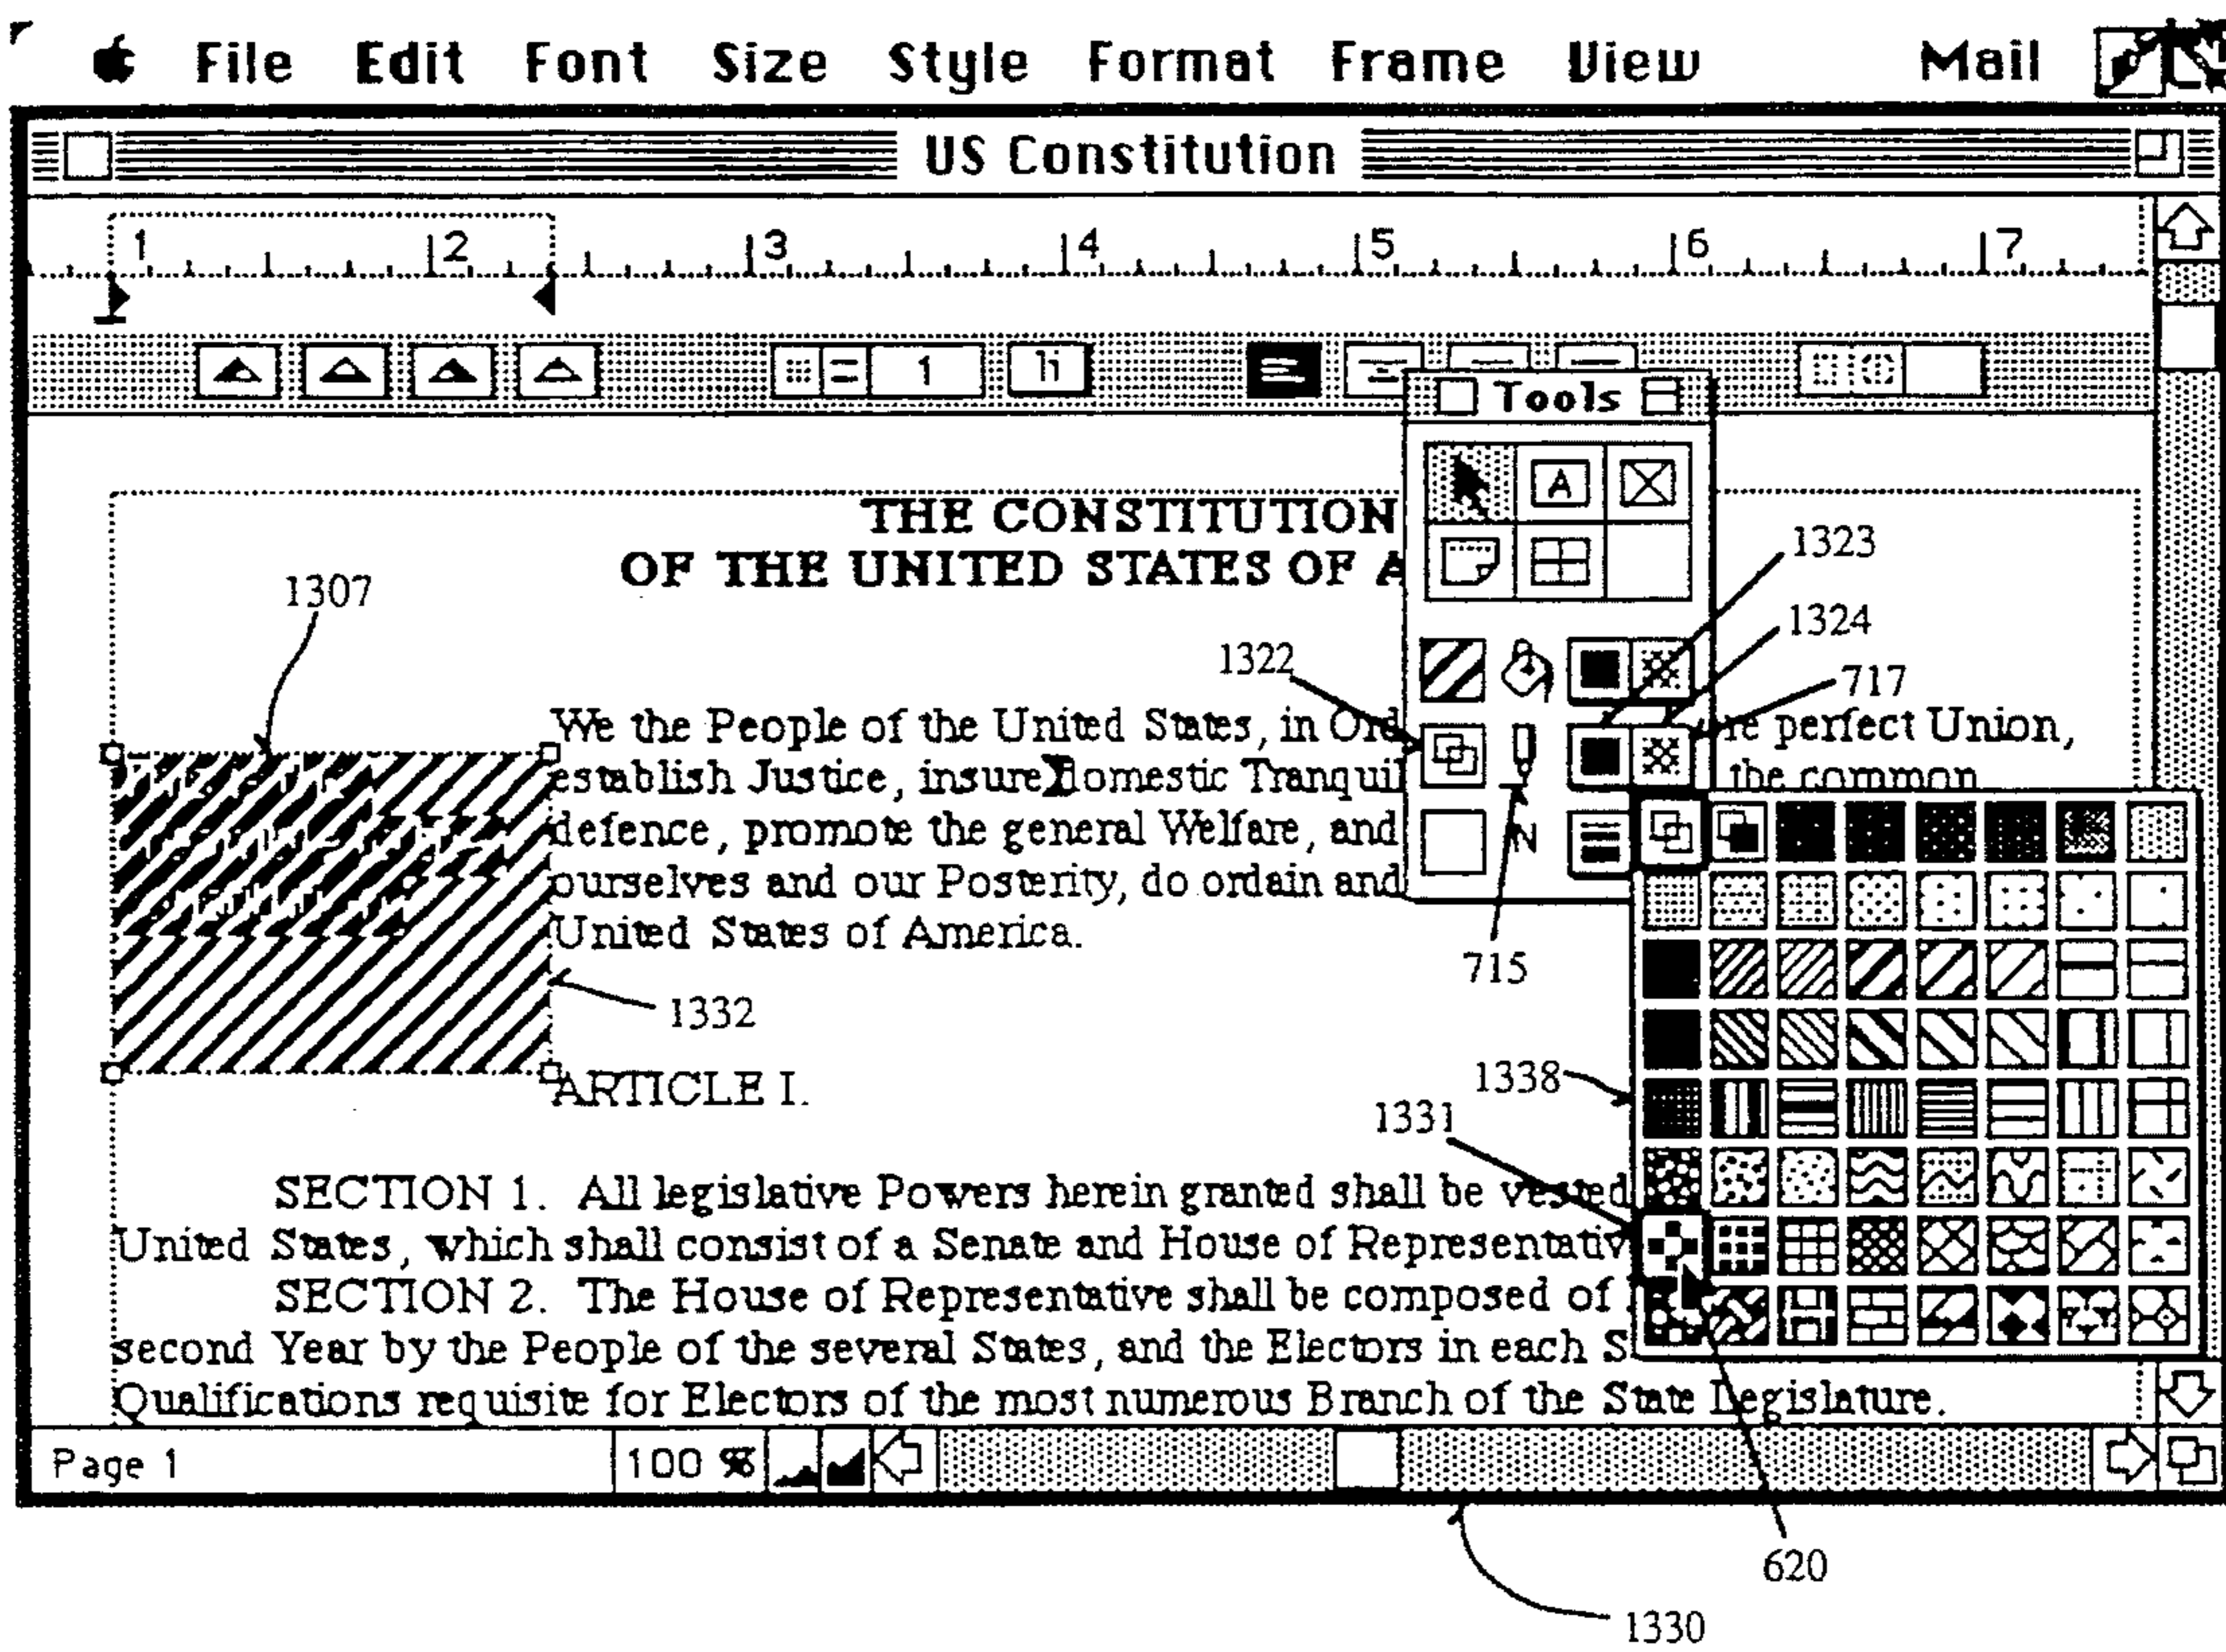 File Edit Font Size Style Format Frame View Mail
US Constitution
1 2 3 4 5 6 7
1
Tools
A
THE CONSTITUTION
OF THE UNITED STATES OF A
1323
1307
1324
1322
717
We the People of the United States, in Ord re perfect Union,
establish Justice, insure domestic Tranquil the common
defence, promote the general Welfare, and
N
ourselves and our Posterity, do ordain and
United States of America.
715
1332
1338
ARTICLE I.
1331
SECTION 1. All legislative Powers herein granted shall be vested
United States, which shall consist of a Senate and House of Representativ
SECTION 2. The House of Representative shall be composed of
second Year by the People of the several States, and the Electors in each S
Qualifications requisite for Electors of the most numerous Branch of the State Legislature.
Page 1 100 %
620
1330